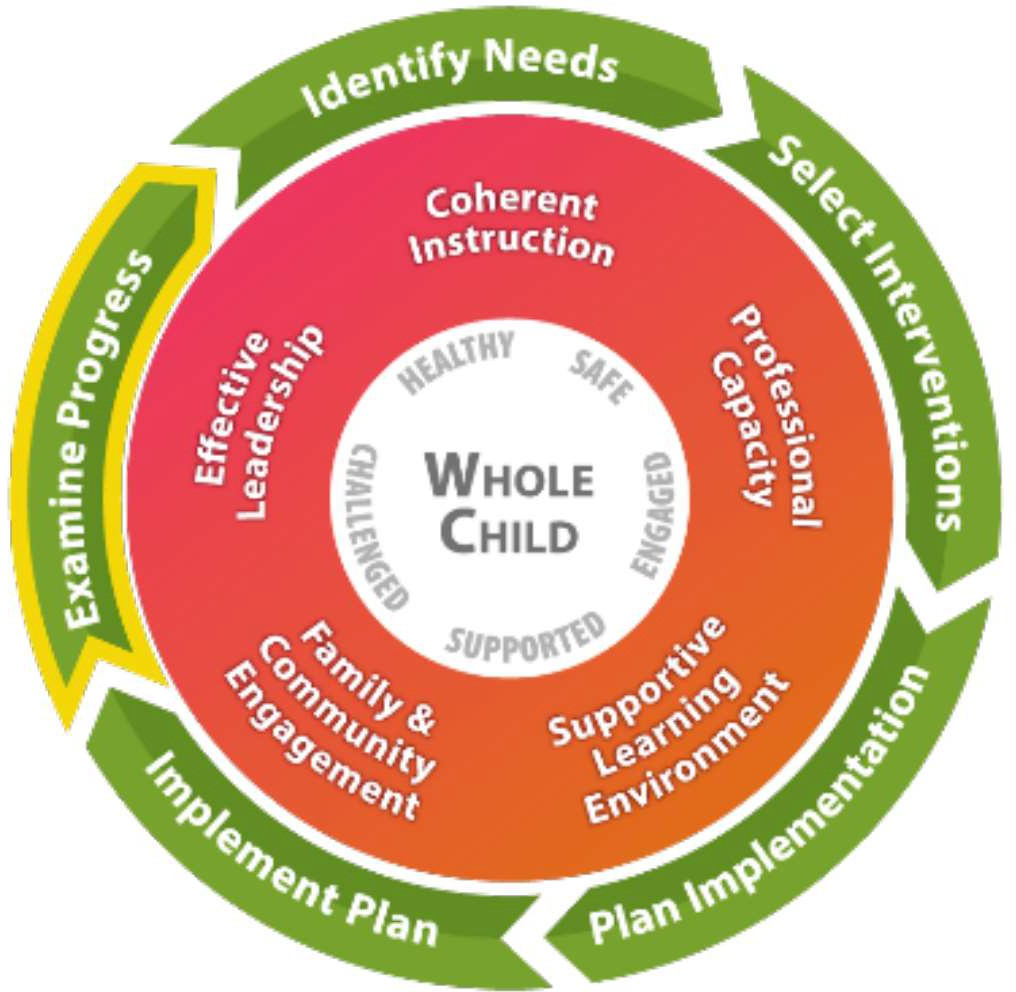 Identify Needs
Select Interventions
Plan Implementation
Implement Plan
Examine Progress
Coherent
Instruction
Professional
Capacity
Supportive
Learning
Environment
Family &
Community
Engagement
Effective
Leadership
HEALTHY
SAFE
ENGAGED
SUPPORTED
CHALLENGED
WHOLE
CHILD